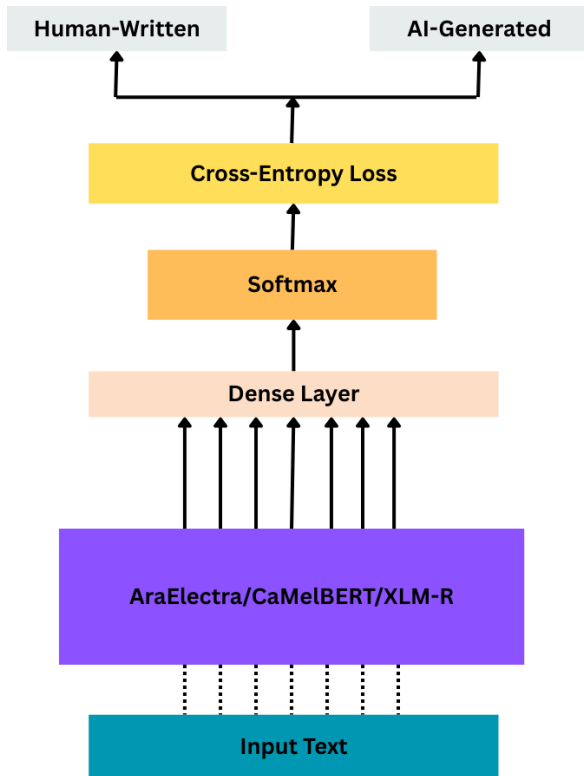 Human-Written
AI-Generated
Cross-Entropy Loss
Softmax
Dense Layer
AraElectra/CaMelBERT/XLM-R
Input Text